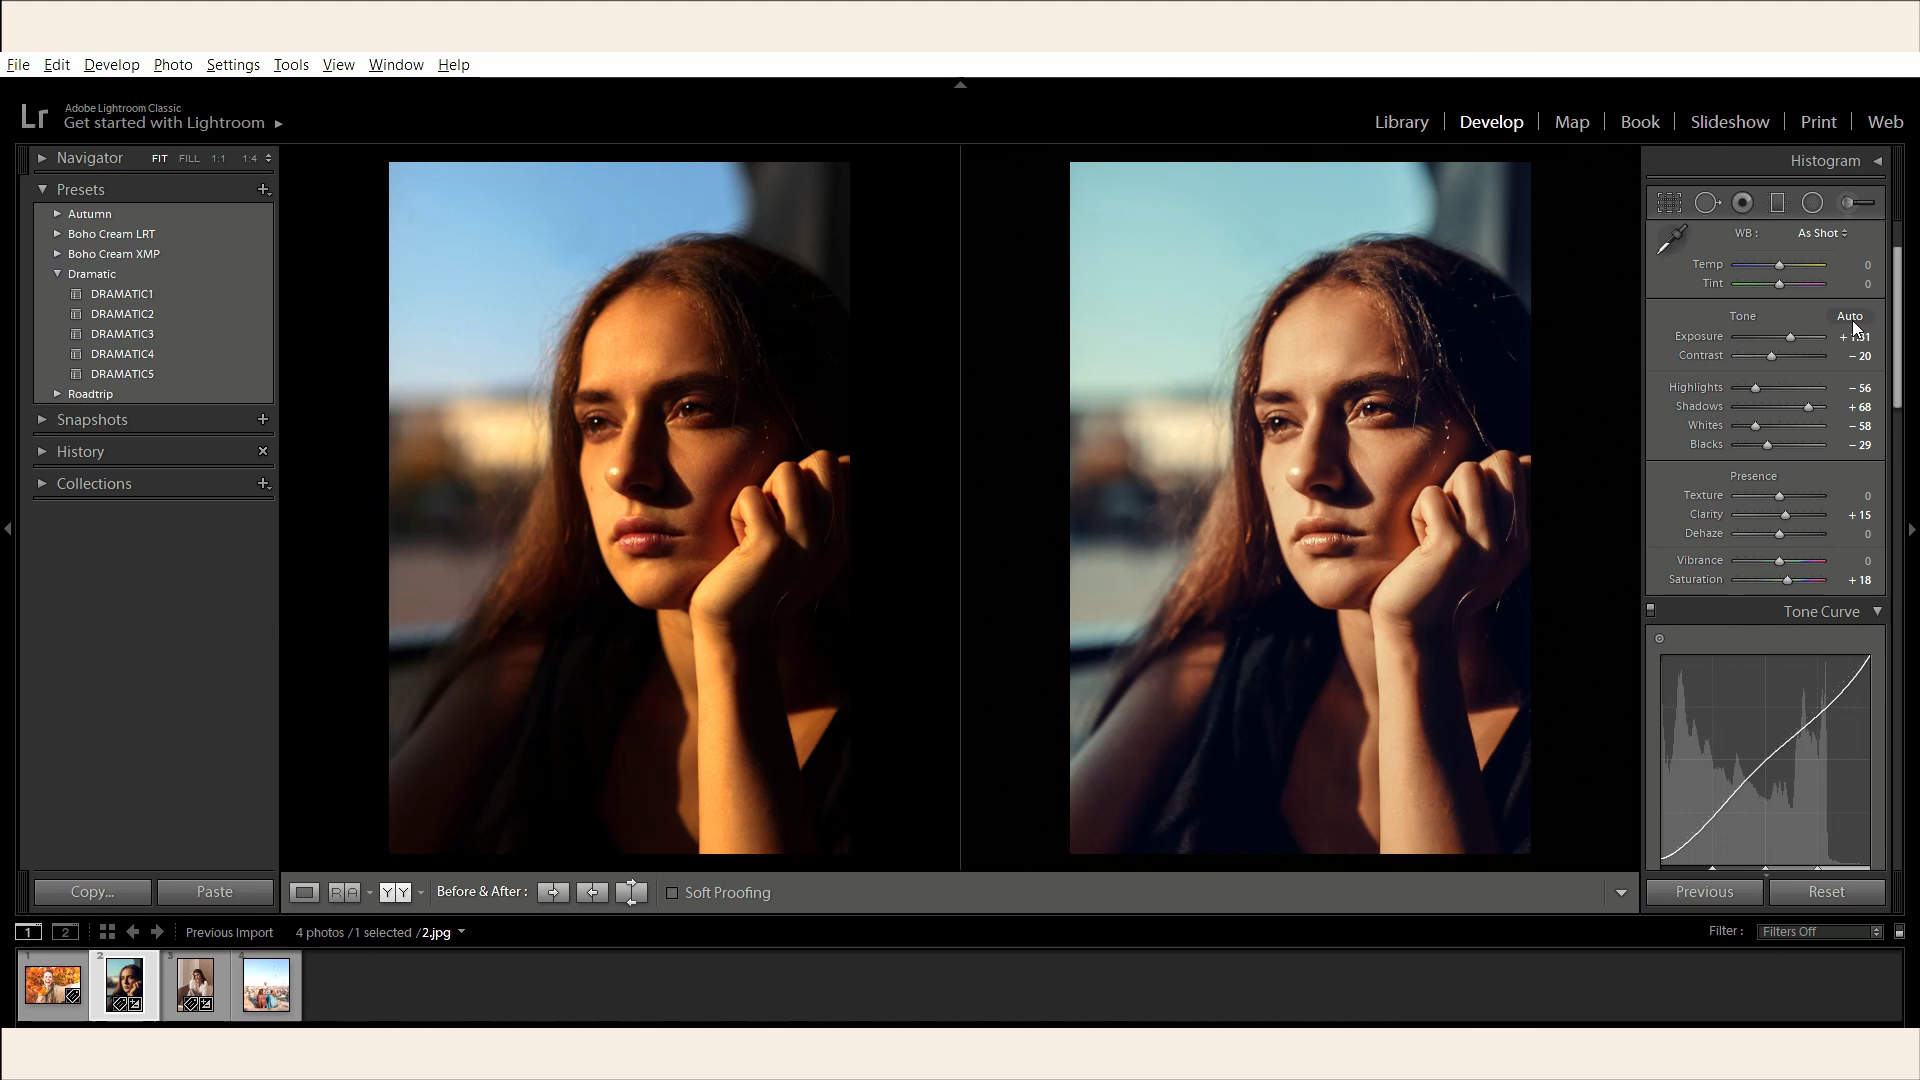 File Edit Develop Photo Settings Tools View Window Help
Lr
Adobe Lightroom Classic
Get started with Lightroom
Library Develop Map Book Slideshow Print Web
Navigator FIT FILL 1:1 1:4
Presets
Autumn
Boho Cream LRT
Boho Cream XMP
Dramatic
DRAMATIC1
DRAMATIC2
DRAMATIC3
DRAMATIC4
DRAMATIC5
Roadtrip
Snapshots
History
Collections
Copy... Paste
R A Y Y Before & After : Soft Proofing
Histogram
WB : As Shot
Temp 0
Tint 0
Tone Auto
Exposure
Contrast – 20
Highlights – 56
Shadows + 68
Whites – 58
Blacks – 29
Presence
Texture 0
Clarity + 15
Dehaze 0
Vibrance 0
Saturation + 18
Tone Curve
Previous Reset
1 2 Previous Import 4 photos / 1 selected / 2.jpg Filter : Filters Off
1 2 3 4